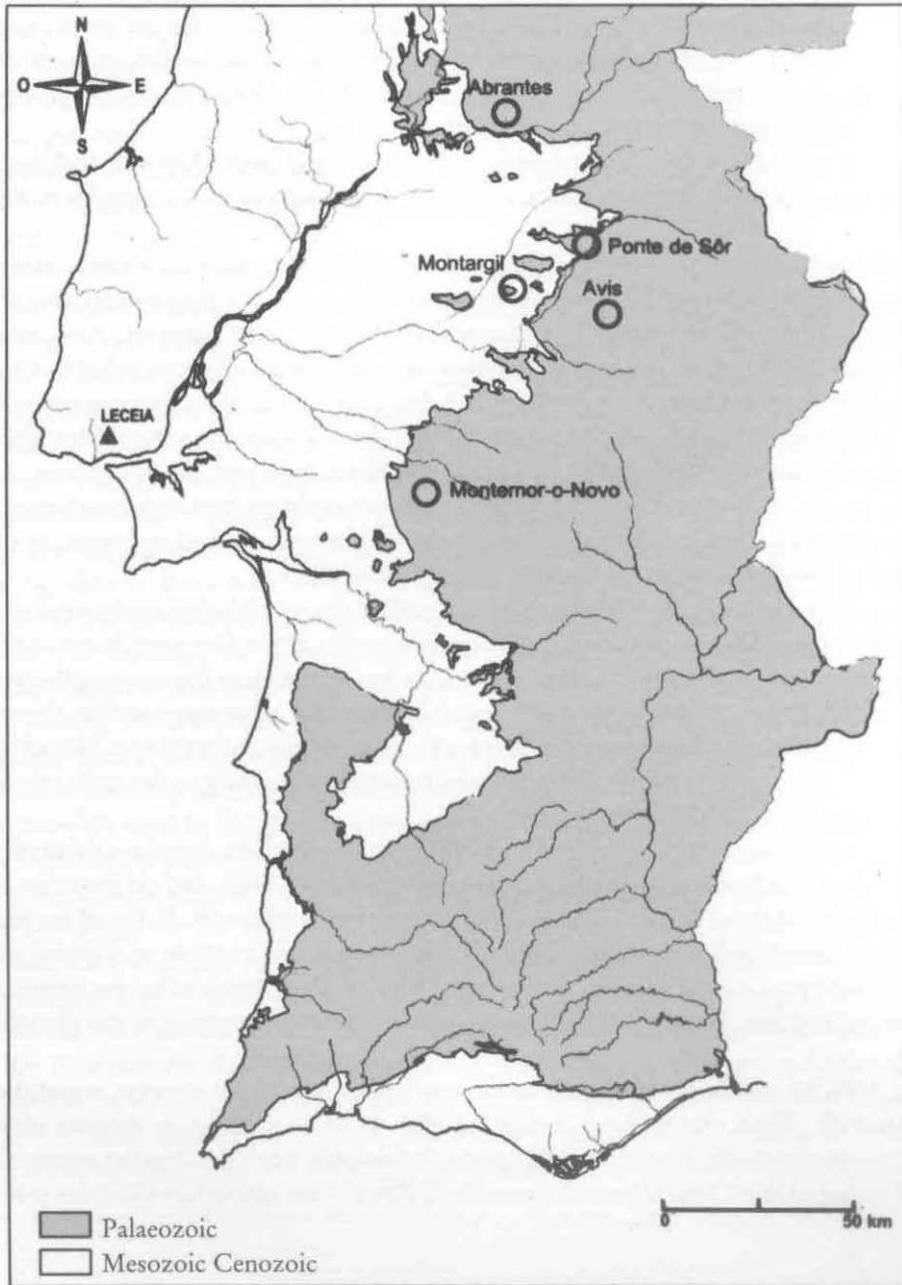 N
O E
S
Abrantes
Ponte de Sôr
Montargil
Avis
LECEIA
Montemor-o-Novo
Palaeozoic
Mesozoic Cenozoic
0 50 km